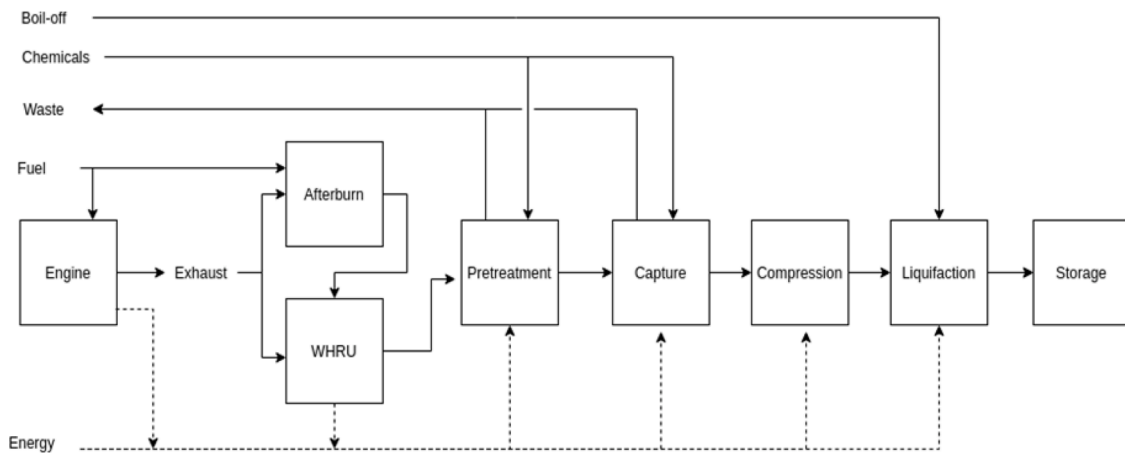 Boil-off
Chemicals
Waste
Fuel
Afterburn
Engine
Exhaust
Pretreatment
Capture
Compression
Liquifaction
Storage
WHRU
Energy